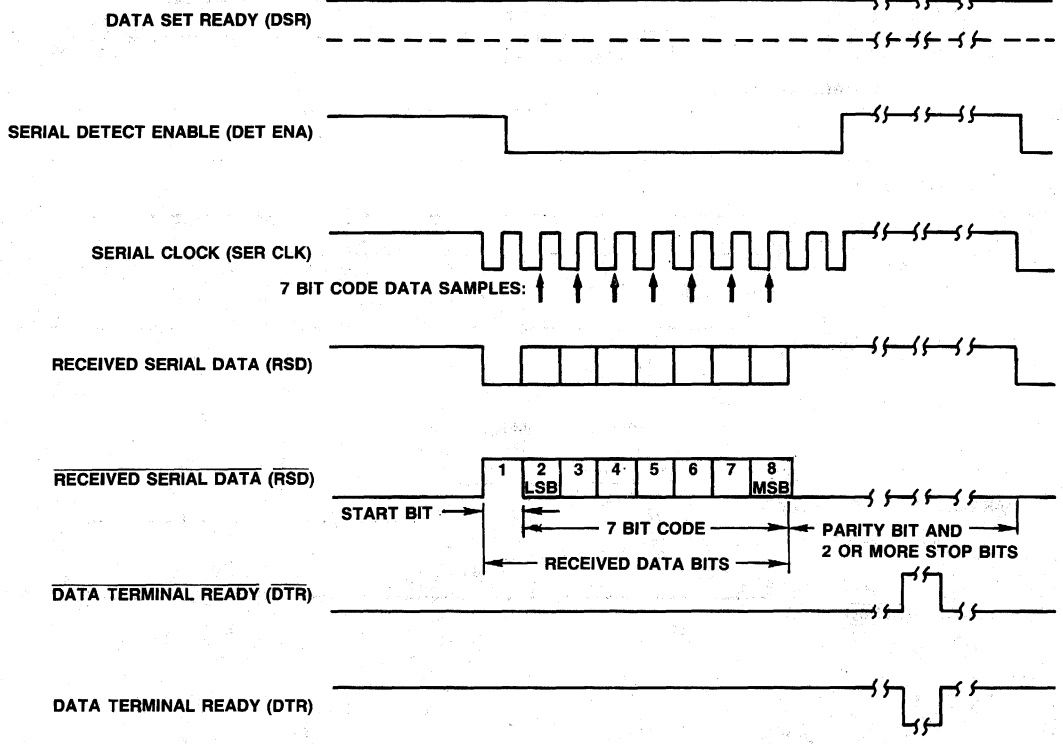 DATA SET READY (DSR)
SERIAL DETECT ENABLE (DET ENA)
SERIAL CLOCK (SER CLK)
7 BIT CODE DATA SAMPLES:
RECEIVED SERIAL DATA (RSD)
RECEIVED SERIAL DATA (RSD)
1 2 3 4 5 6 7 8
LSB MSB
START BIT
7 BIT CODE
PARITY BIT AND
2 OR MORE STOP BITS
RECEIVED DATA BITS
DATA TERMINAL READY (DTR)
DATA TERMINAL READY (DTR)